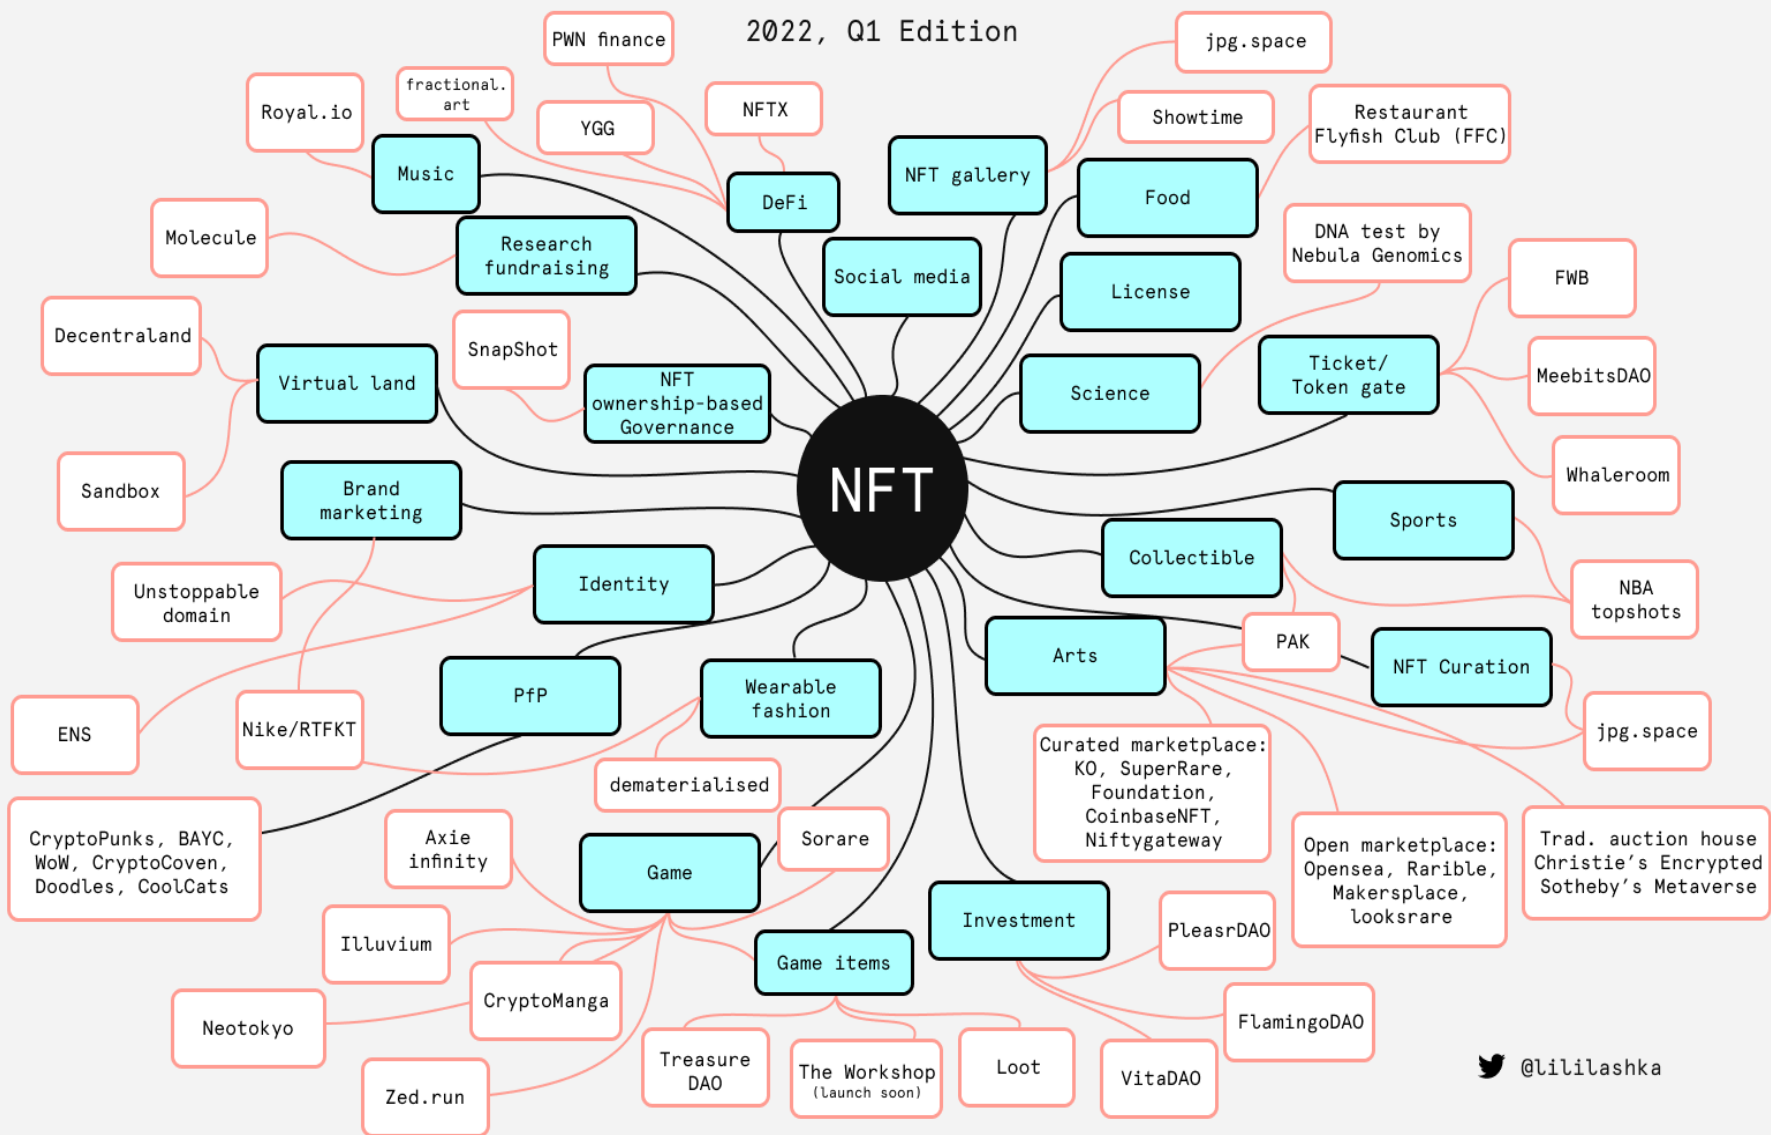 2022, Q1 Edition
PWN finance
jpg.space
fractional.
art
Royal.io
NFTX
Showtime
Restaurant
Flyfish Club (FFC)
YGG
Music
NFT gallery
DeFi
Food
Molecule
Research
fundraising
DNA test by
Nebula Genomics
Social media
License
FWB
Decentraland
SnapShot
Virtual land
NFT
ownership-based
Governance
Science
Ticket/
Token gate
MeebitsDAO
Sandbox
Brand
marketing
NFT
Whaleroom
Sports
Collectible
Unstoppable
domain
Identity
NBA
topshots
PAK
Arts
NFT Curation
PfP
Wearable
fashion
ENS
Nike/RTFKT
jpg.space
dematerialised
Curated marketplace:
KO, SuperRare,
Foundation,
CoinbaseNFT,
Niftygateway
CryptoPunks, BAYC,
WoW, CryptoCoven,
Doodles, CoolCats
Axie
infinity
Sorare
Game
Open marketplace:
Opensea, Rarible,
Makersplace,
looksrare
Trad. auction house
Christie's Encrypted
Sotheby's Metaverse
Investment
PleasrDAO
Illuvium
Game items
CryptoManga
Neotokyo
FlamingoDAO
Treasure
DAO
The Workshop
(launch soon)
Loot
VitaDAO
Zed.run
@lililashka